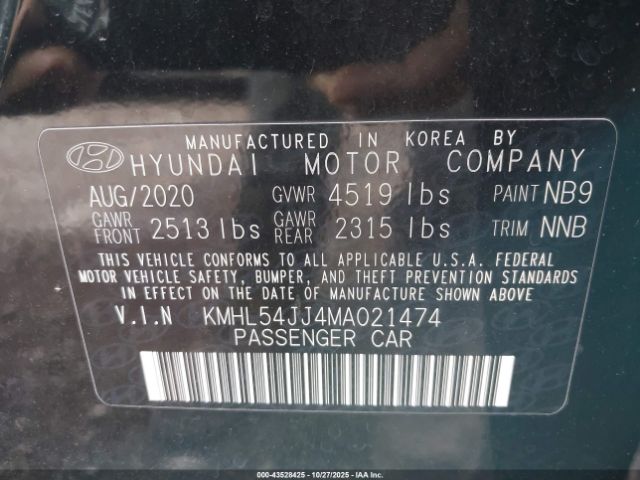 MANUFACTURED IN KOREA BY
HYUNDAI MOTOR COMPANY
AUG/2020 GVWR 4519 lbs PAINT NB9
GAWR FRONT 2513 lbs GAWR REAR 2315 lbs TRIM NNB
THIS VEHICLE CONFORMS TO ALL APPLICABLE U.S.A. FEDERAL
MOTOR VEHICLE SAFETY, BUMPER, AND THEFT PREVENTION STANDARDS
IN EFFECT ON THE DATE OF MANUFACTURE SHOWN ABOVE
V.I.N KMHL54JJ4MA021474
PASSENGER CAR
000-43528425 - 10/27/2025 - IAAI.COM